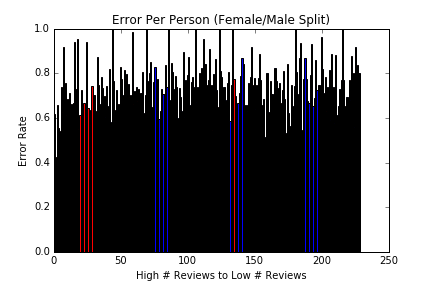 Error Per Person (Female/Male Split)
1.0
0.8
0.6
0.4
0.2
0.0
Error Rate
0 50 100 150 200 250
High # Reviews to Low # Reviews